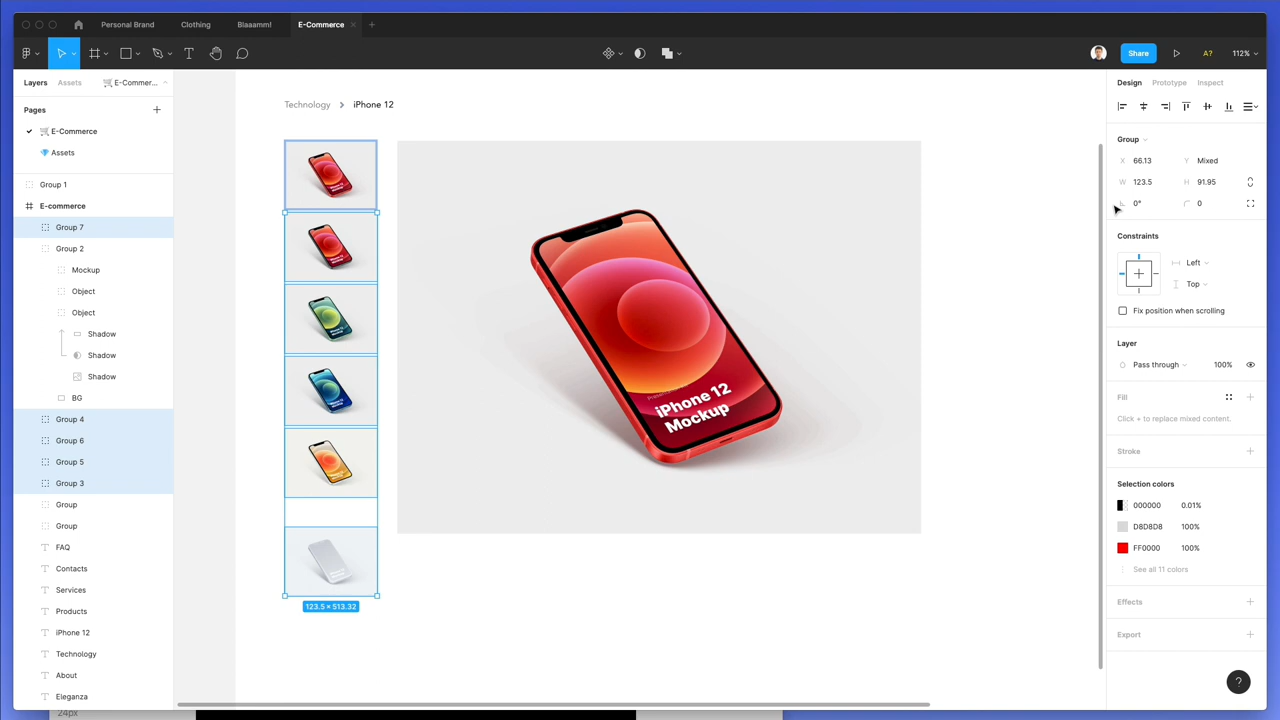 Personal Brand
Clothing
Blaaamm!
E-Commerce
Share
A?
112%
Layers
Assets
E-Commer...
Pages
E-Commerce
Assets
Group 1
E-commerce
Group 7
Group 2
Mockup
Object
Object
Shadow
Shadow
Shadow
BG
Group 4
Group 6
Group 5
Group 3
Group
Group
FAQ
Contacts
Services
Products
iPhone 12
Technology
About
Eleganza
24px
Technology > iPhone 12
iPhone 12
Mockup
123.5 × 513.32
Design
Prototype
Inspect
Group
X 66.13
Y Mixed
W 123.5
H 91.95
0°
0
Constraints
Left
Top
Fix position when scrolling
Layer
Pass through
100%
Fill
Click + to replace mixed content.
Stroke
Selection colors
000000 0.01%
D8D8D8 100%
FF0000 100%
See all 11 colors
Effects
Export
?